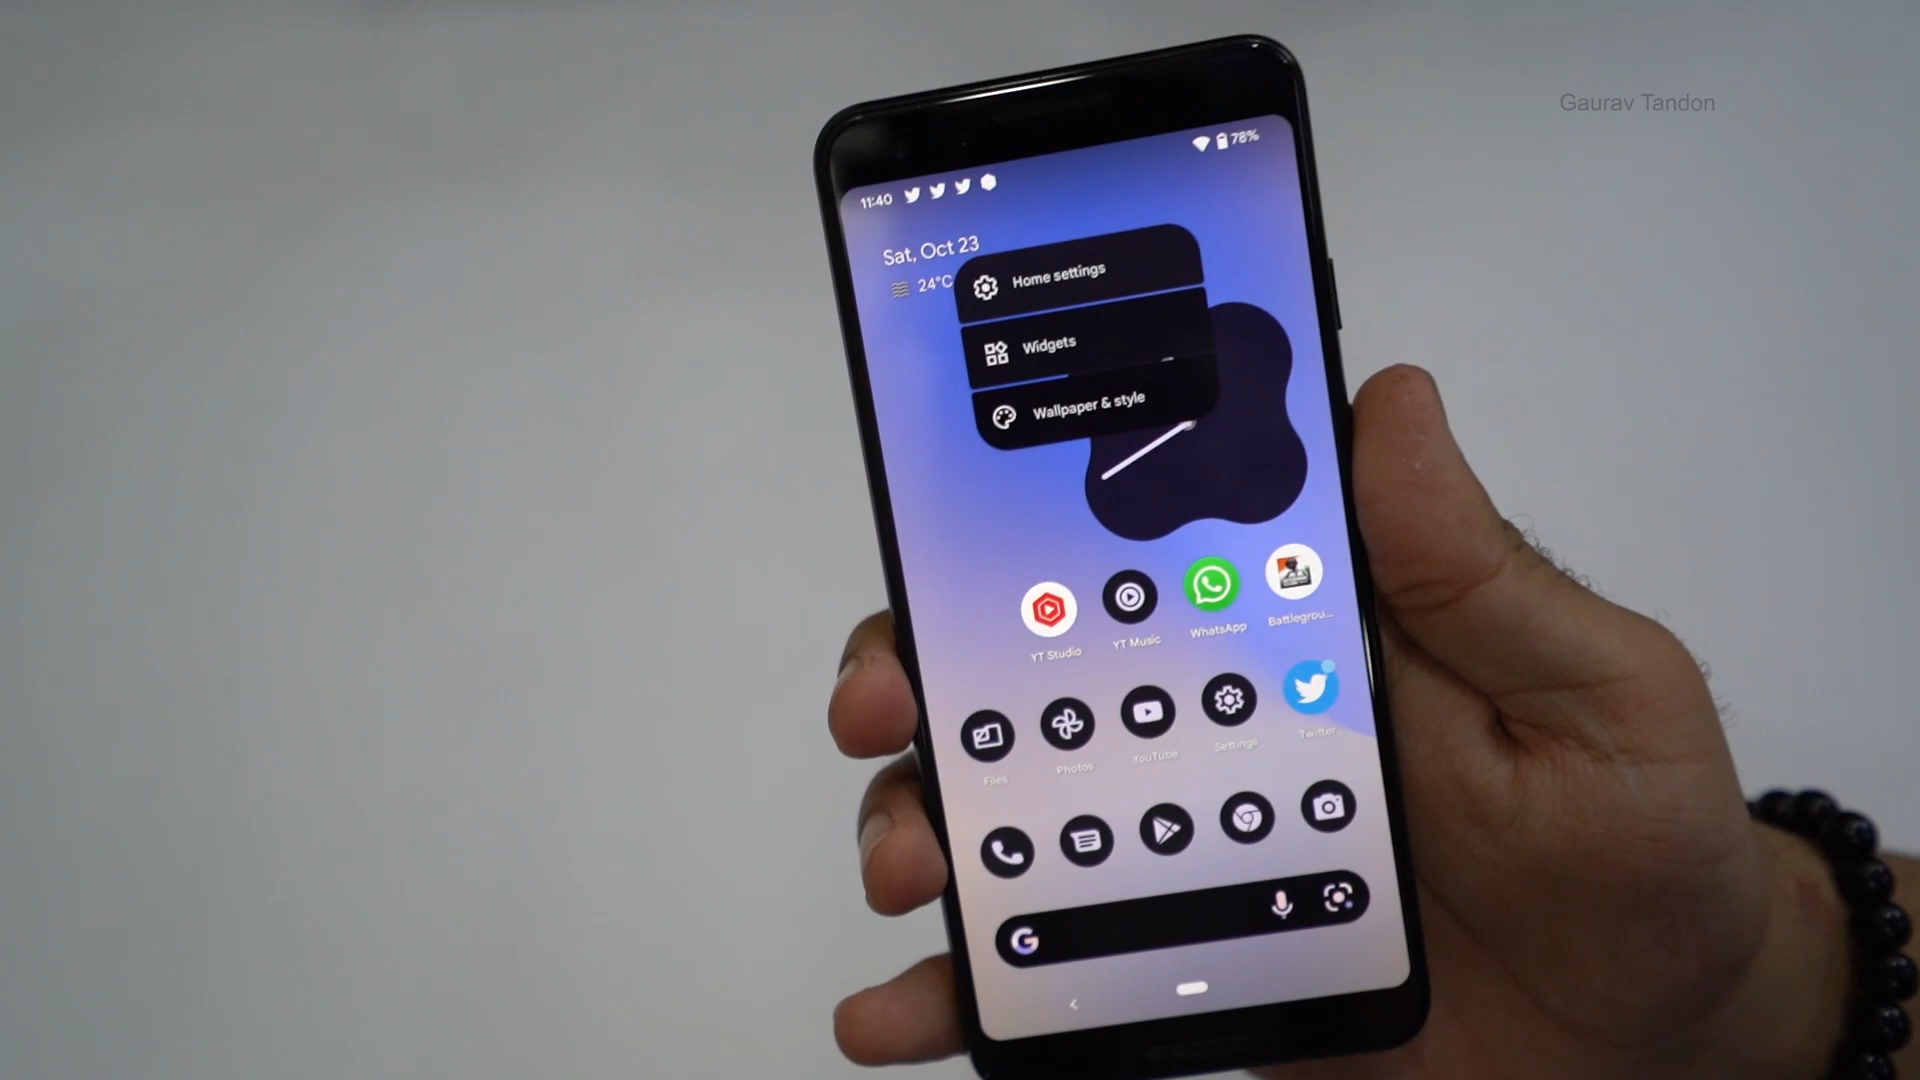 Gaurav Tandon
11:40
78%
Sat, Oct 23
24°C
Home settings
Widgets
Wallpaper & style
YT Studio
YT Music
WhatsApp
Battlegrou...
Files
Photos
YouTube
Settings
Twitter
G